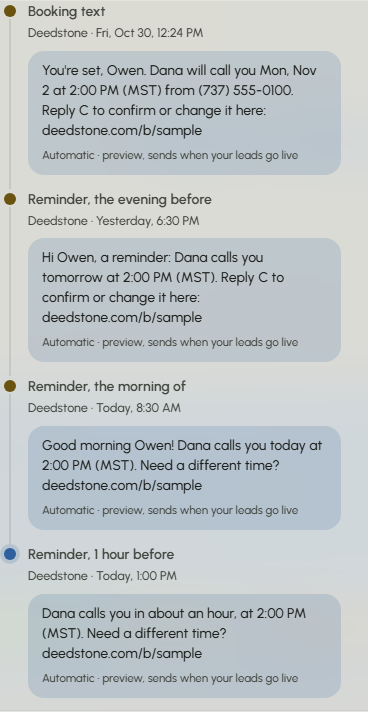 Booking text
Deedstone · Fri, Oct 30, 12:24 PM
You're set, Owen. Dana will call you Mon, Nov
2 at 2:00 PM (MST) from (737) 555-0100.
Reply C to confirm or change it here:
deedstone.com/b/sample
Automatic · preview, sends when your leads go live
Reminder, the evening before
Deedstone · Yesterday, 6:30 PM
Hi Owen, a reminder: Dana calls you
tomorrow at 2:00 PM (MST). Reply C to
confirm or change it here:
deedstone.com/b/sample
Automatic · preview, sends when your leads go live
Reminder, the morning of
Deedstone · Today, 8:30 AM
Good morning Owen! Dana calls you today at
2:00 PM (MST). Need a different time?
deedstone.com/b/sample
Automatic · preview, sends when your leads go live
Reminder, 1 hour before
Deedstone · Today, 1:00 PM
Dana calls you in about an hour, at 2:00 PM
(MST). Need a different time?
deedstone.com/b/sample
Automatic · preview, sends when your leads go live